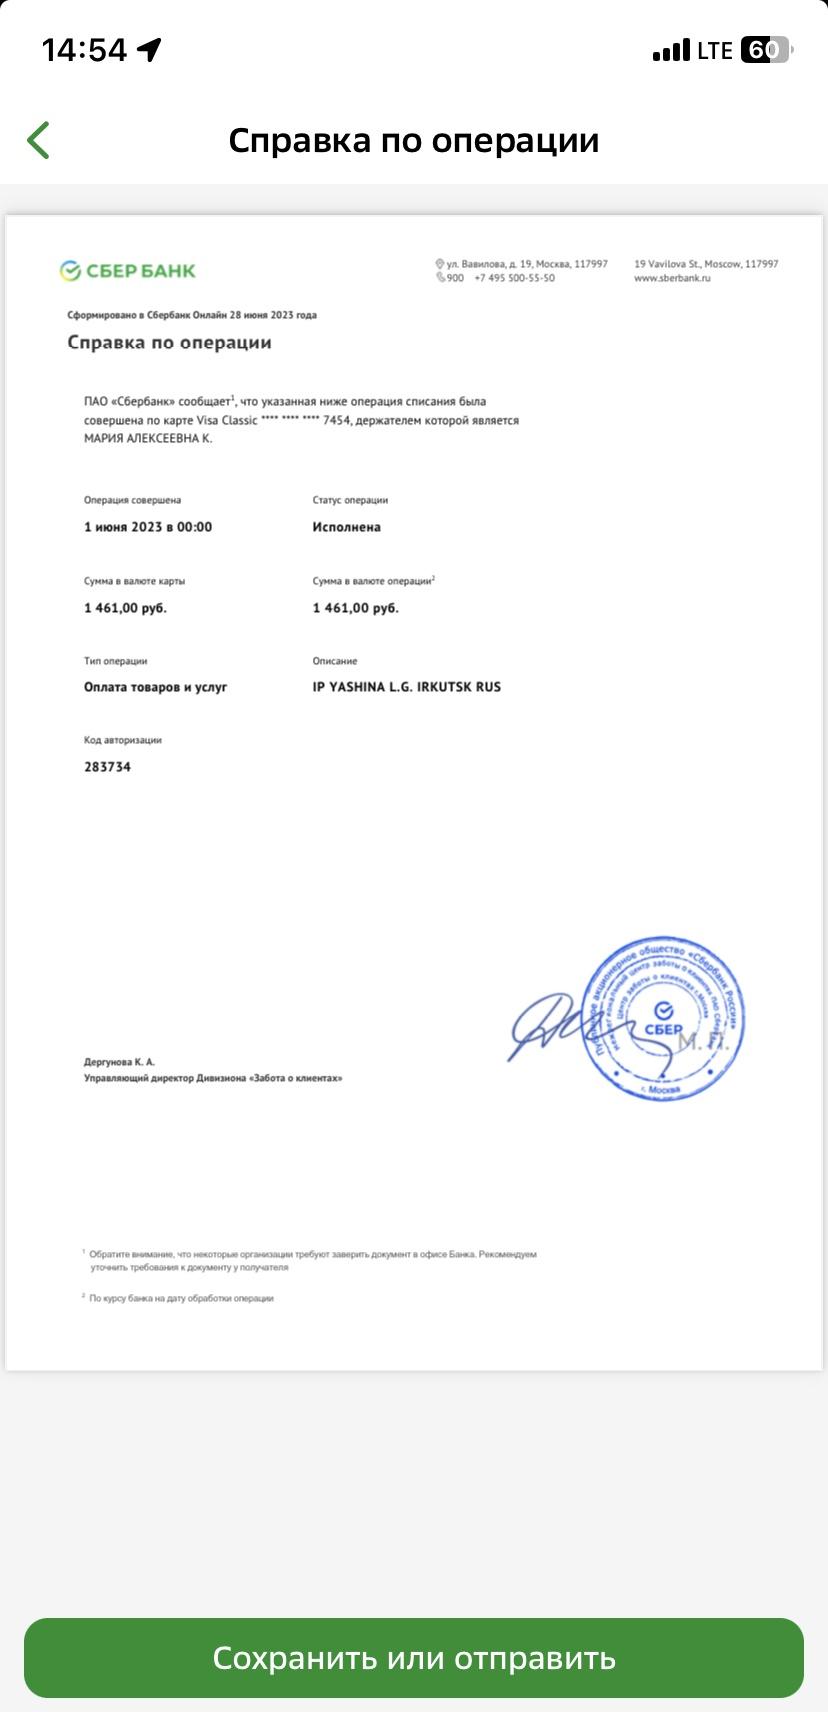 14:54
LTE 60
Справка по операции
СБЕР БАНК
ул. Вавилова, д. 19, Москва, 117997
900 +7 495 500-55-50
19 Vavilova St., Moscow, 117997
www.sberbank.ru
Сформировано в Сбербанк Онлайн 28 июня 2023 года
Справка по операции
ПАО «Сбербанк» сообщает¹, что указанная ниже операция списания была
совершена по карте Visa Classic **** **** **** 7454, держателем которой является
МАРИЯ АЛЕКСЕЕВНА К.
Операция совершена
1 июня 2023 в 00:00
Статус операции
Исполнена
Сумма в валюте карты
1 461,00 руб.
Сумма в валюте операции²
1 461,00 руб.
Тип операции
Оплата товаров и услуг
Описание
IP YASHINA L.G. IRKUTSK RUS
Код авторизации
283734
Публичное акционерное общество «Сбербанк России»
центр заботы о клиентах ПАО Сбербанк
Центр заботы о клиентах г. Москва
СБЕР
М. П.
г. Москва
Дергунова К. А.
Управляющий директор Дивизиона «Забота о клиентах»
¹ Обратите внимание, что некоторые организации требуют заверить документ в офисе Банка. Рекомендуем
уточнить требования к документу у получателя
² По курсу банка на дату обработки операции
Сохранить или отправить